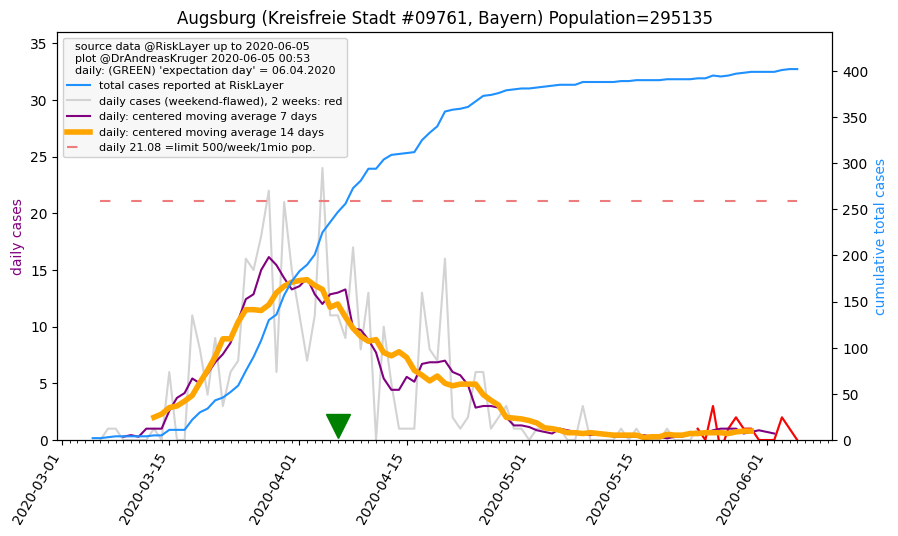 Augsburg (Kreisfreie Stadt #09761, Bayern) Population=295135
source data @RiskLayer up to 2020-06-05
plot @DrAndreasKruger 2020-06-05 00:53
daily: (GREEN) 'expectation day' = 06.04.2020
total cases reported at RiskLayer
daily cases (weekend-flawed), 2 weeks: red
daily: centered moving average 7 days
daily: centered moving average 14 days
daily 21.08 =limit 500/week/1mio pop.
daily cases
35
30
25
20
15
10
5
0
cumulative total cases
400
350
300
250
200
150
100
50
0
2020-03-01
2020-03-15
2020-04-01
2020-04-15
2020-05-01
2020-05-15
2020-06-01